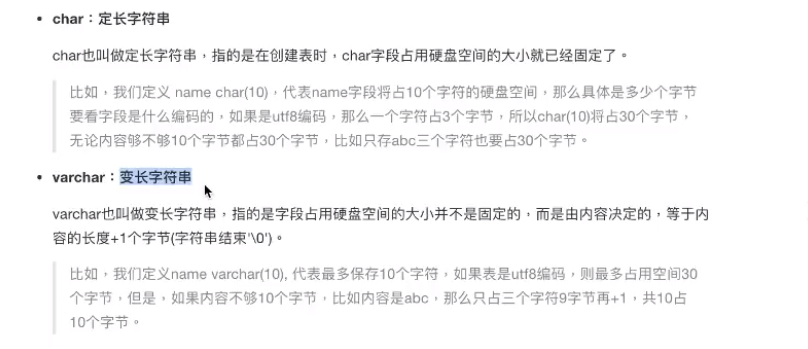 • char：定长字符串
char也叫做定长字符串，指的是在创建表时，char字段占用硬盘空间的大小就已经固定了。
比如，我们定义 name char(10)，代表name字段将占10个字符的硬盘空间，那么具体是多少个字节
要看字段是什么编码的，如果是utf8编码，那么一个字符占3个字节，所以char(10)将占30个字节，
无论内容够不够10个字节都占30个字节，比如只存abc三个字符也要占30个字节。
• varchar：变长字符串
varchar也叫做变长字符串，指的是字段占用硬盘空间的大小并不是固定的，而是由内容决定的，等于内
容的长度+1个字节(字符串结束'\0')。
比如，我们定义name varchar(10), 代表最多保存10个字符，如果表是utf8编码，则最多占用空间30
个字节，但是，如果内容不够10个字节，比如内容是abc，那么只占三个字符9字节再+1，共10占
10个字节。